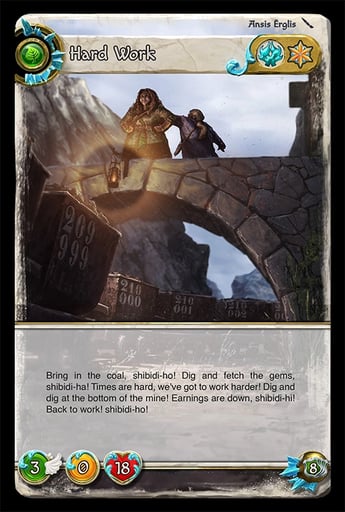 Ansis Erglis
Hard Work
209
999
210
000
210
001
210
002
Bring in the coal, shibidi-ho! Dig and fetch the gems,
shibidi-ha! Times are hard, we've got to work harder! Dig and
dig at the bottom of the mine! Earnings are down, shibidi-hi!
Back to work! shibidi-ho!
3
0
18
8